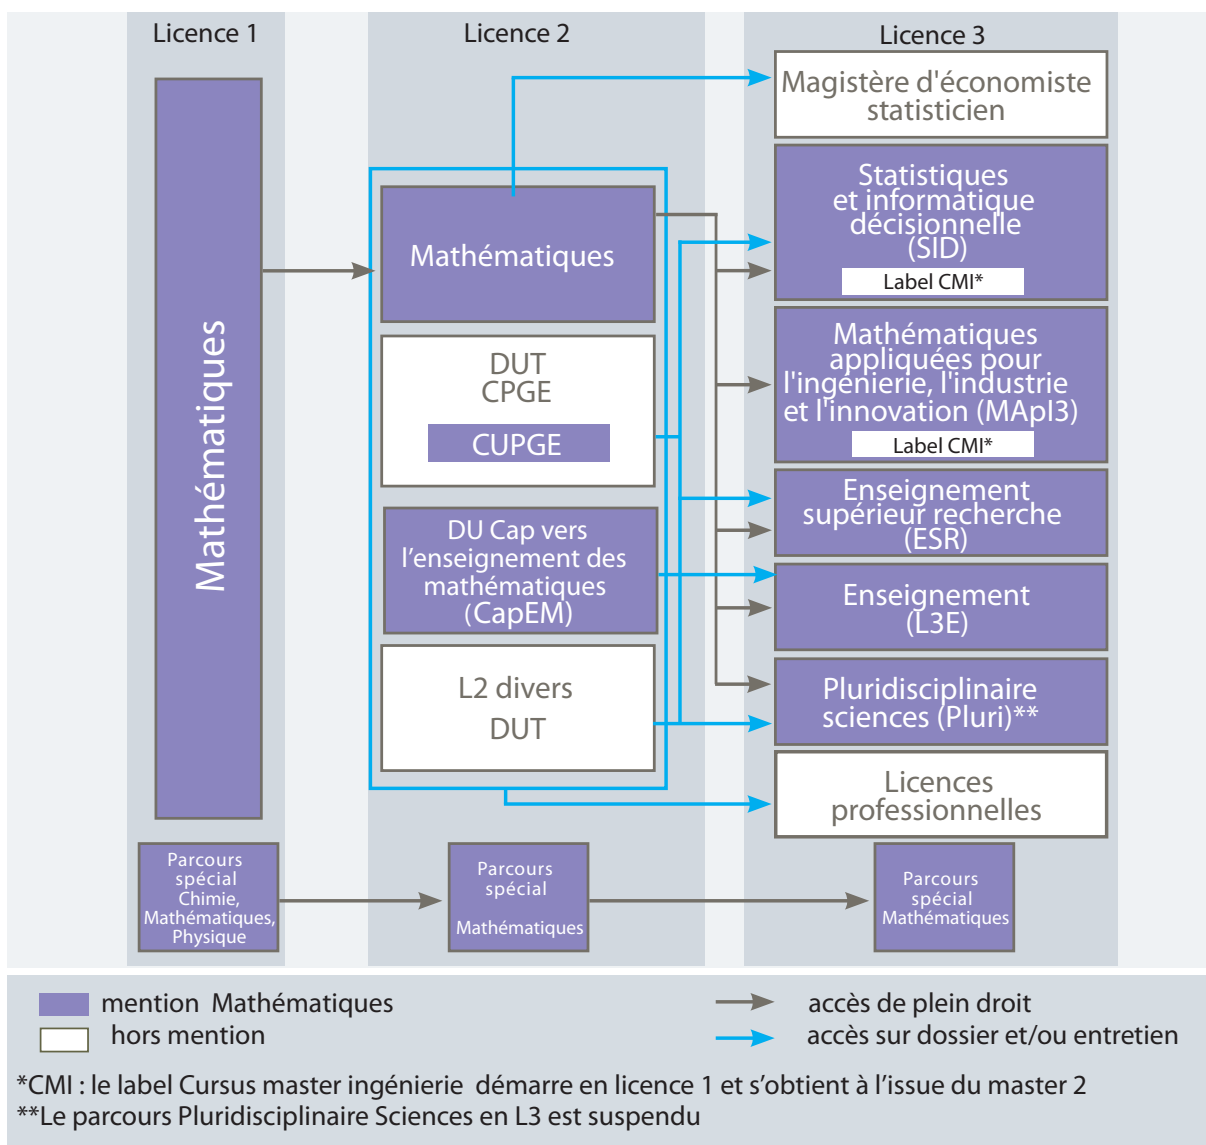 Licence 1
Licence 2
Licence 3
Mathématiques
Mathématiques
DUT
CPGE
CUPGE
DU Cap vers
l’enseignement des
mathématiques
(CapEM)
L2 divers
DUT
Magistère d'économiste
statisticien
Statistiques
et informatique
décisionnelle
(SID)
Label CMI*
Mathématiques
appliquées pour
l'ingénierie, l'industrie
et l'innovation (MApI3)
Label CMI*
Enseignement
supérieur recherche
(ESR)
Enseignement
(L3E)
Pluridisciplinaire
sciences (Pluri)**
Licences
professionnelles
Parcours
spécial
Chimie,
Mathématiques,
Physique
Parcours
spécial
Mathématiques
Parcours
spécial
Mathématiques
mention Mathématiques
hors mention
accès de plein droit
accès sur dossier et/ou entretien
*CMI : le label Cursus master ingénierie démarre en licence 1 et s’obtient à l’issue du master 2
**Le parcours Pluridisciplinaire Sciences en L3 est suspendu